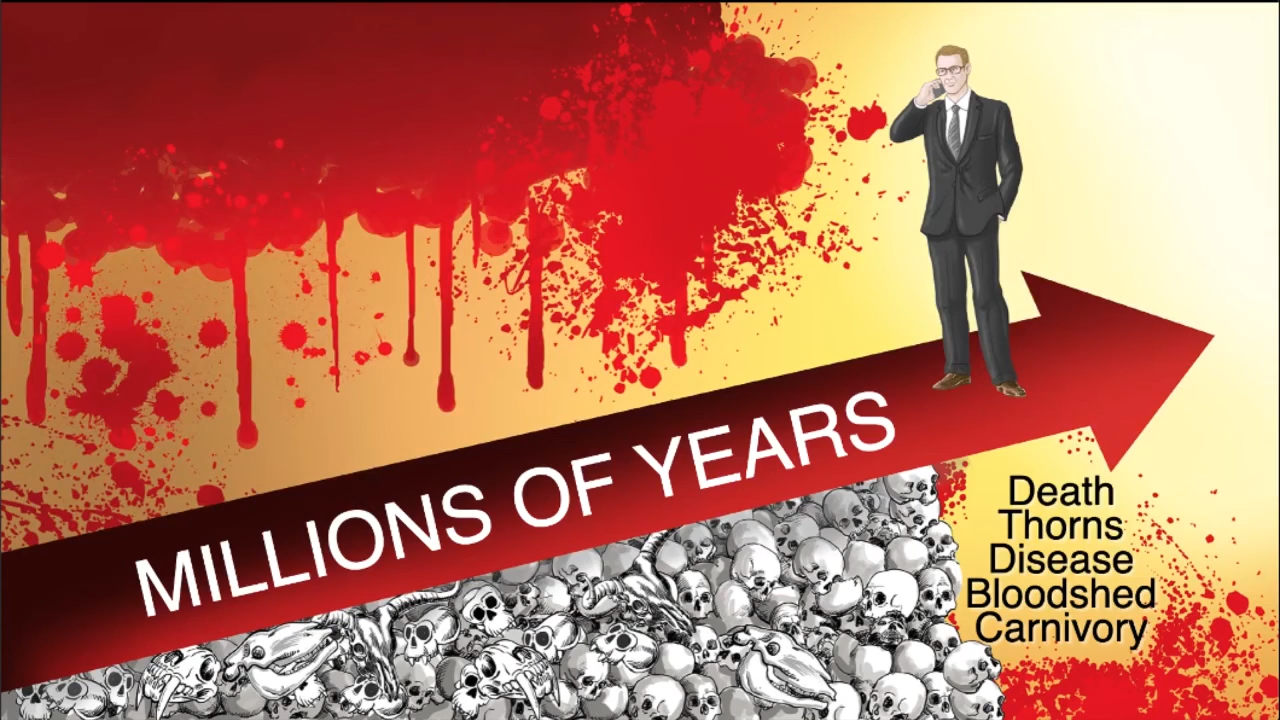 MILLIONS OF YEARS
Death
Thorns
Disease
Bloodshed
Carnivory